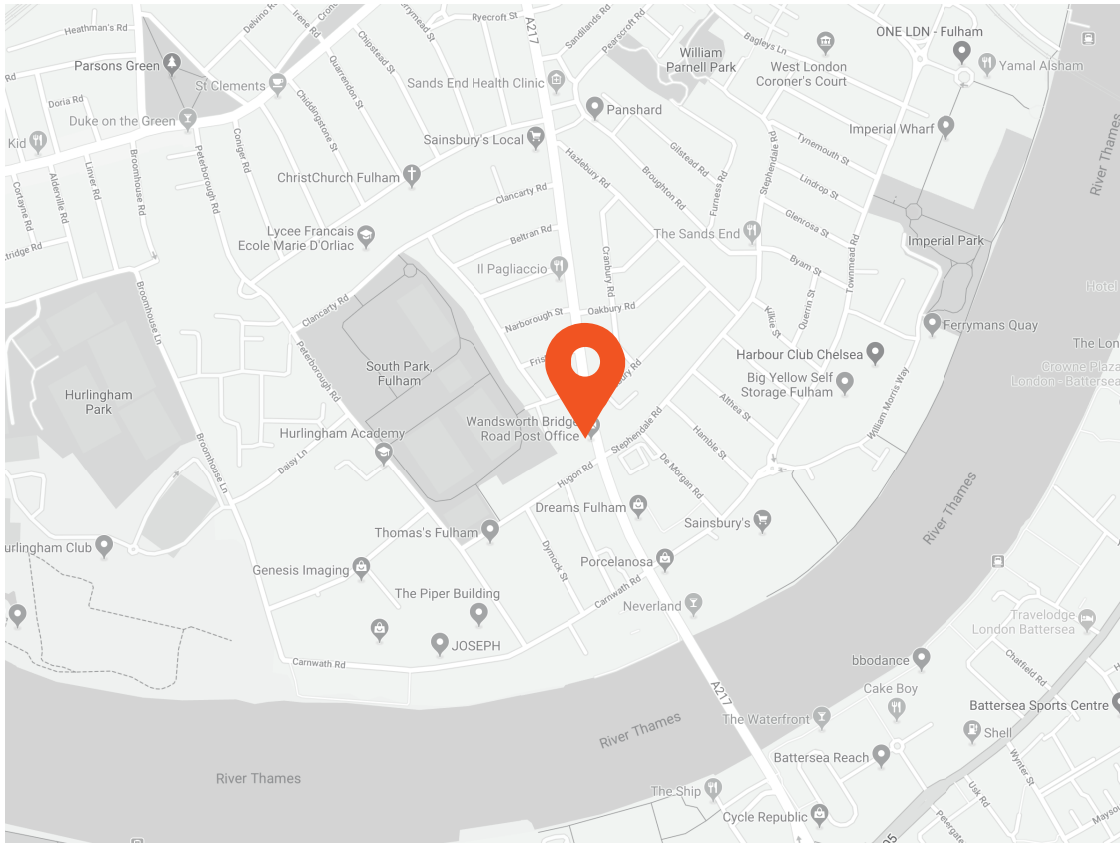 Heathman's Rd
Delvino Rd
Irene Rd
Ryecroft St
A217
Sandilands Rd
Pearscroft Rd
Bagleys Ln
ONE LDN - Fulham
Parsons Green
St Clements
Quarrendon St
Chipstead St
Sands End Health Clinic
William
Parnell Park
West London
Coroner's Court
Yamal Alsham
Rd
Doria Rd
Duke on the Green
Chiddingstone St
Panshard
Kid
Coniger Rd
Sainsbury's Local
Imperial Wharf
Tynemouth St
Stephendale Rd
River Thames
Cortayne Rd
Alderville Rd
Linver Rd
Broomhouse Rd
Peterborough Rd
ChristChurch Fulham
Hazlebury Rd
Gilstead Rd
Broughton Rd
Furness Rd
Lindrop St
Clancarty Rd
Glenrosa St
Lycee Francais
Ecole Marie D'Orliac
Beltran Rd
The Sands End
Imperial Park
Il Pagliaccio
Cranbury Rd
Byam St
Townmead Rd
Hotel
Broomhouse Ln
Clancarty Rd
Narborough St
Oakbury Rd
Kilkie St
Querrin St
Ferrymans Quay
The Lon
Peterborough Rd
South Park,
Fulham
Harbour Club Chelsea
Big Yellow Self
Storage Fulham
Crowne Plaza
London - Battersea
Hurlingham
Park
Althea St
William Morris Way
Wandsworth Bridge
Road Post Office
Stephendale Rd
Hamble St
Hurlingham Academy
Daisy Ln
Broomhouse Ln
Hugon Rd
De Morgan Rd
River Thames
Dreams Fulham
Sainsbury's
Thomas's Fulham
urlingham Club
Dymock St
Porcelanosa
Genesis Imaging
The Piper Building
Carnwath Rd
Neverland
Travelodge
London Battersea
JOSEPH
Carnwath Rd
bbodance
Chatfield Rd
A217
Cake Boy
Battersea Sports Centre
The Waterfront
River Thames
Shell
Battersea Reach
River Thames
Wynter St
The Ship
Usk Rd
Cycle Republic
Petergate